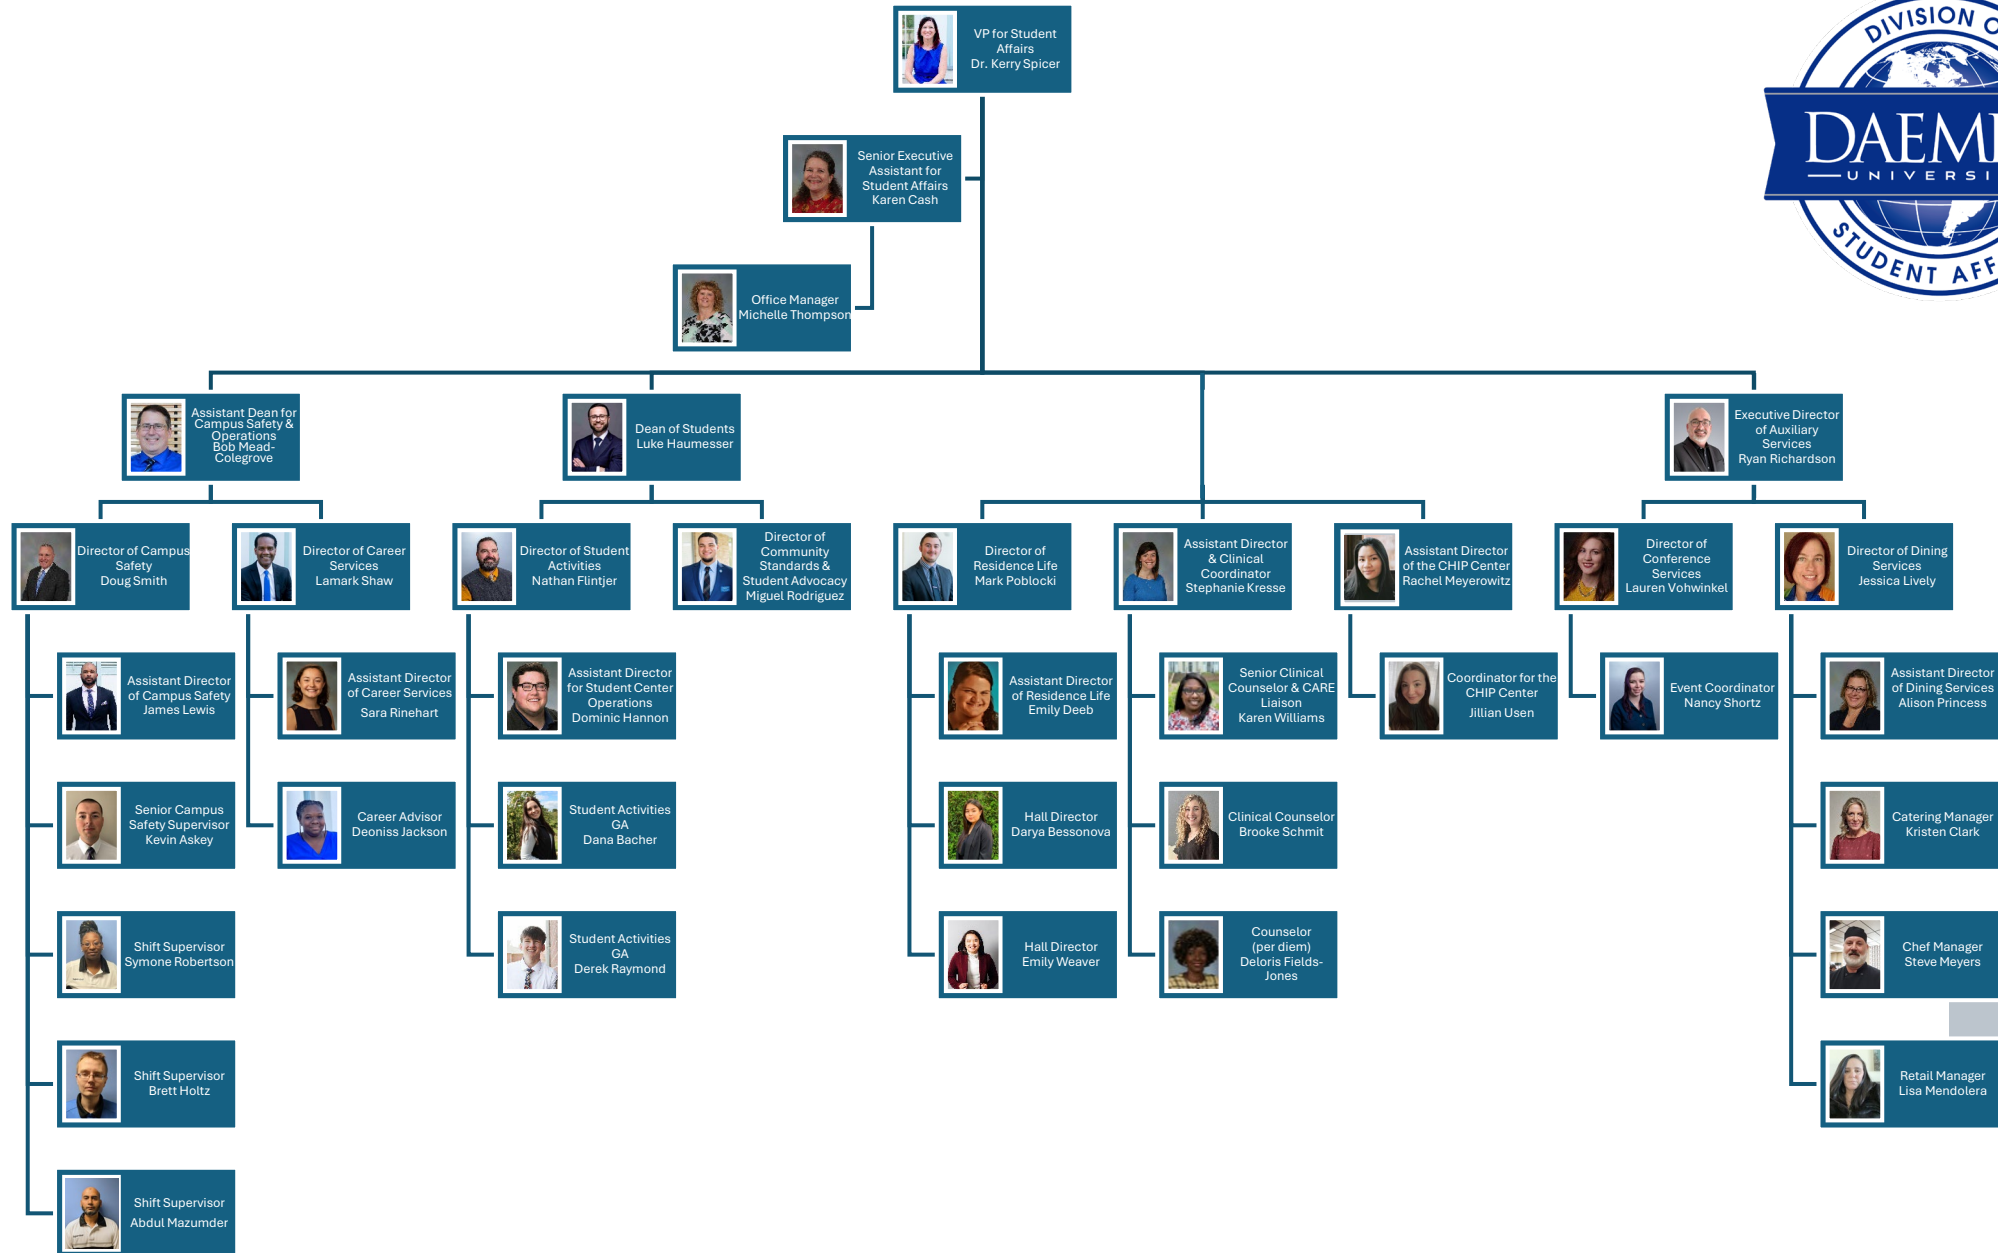 VP for Student
Affairs
Dr. Kerry Spicer
DIVISION O
DAEM
UNIVERSI
STUDENT AFF
Senior Executive
Assistant for
Student Affairs
Karen Cash
Office Manager
Michelle Thompson
Assistant Dean for
Campus Safety &
Operations
Bob Mead-
Colegrove
Dean of Students
Luke Haumesser
Executive Director
of Auxiliary
Services
Ryan Richardson
Director of Campus
Safety
Doug Smith
Director of Career
Services
Lamark Shaw
Director of Student
Activities
Nathan Flintjer
Director of
Community
Standards &
Student Advocacy
Miguel Rodriguez
Director of
Residence Life
Mark Poblocki
Assistant Director
& Clinical
Coordinator
Stephanie Kresse
Assistant Director
of the CHIP Center
Rachel Meyerowitz
Director of
Conference
Services
Lauren Vohwinkel
Director of Dining
Services
Jessica Lively
Assistant Director
of Campus Safety
James Lewis
Assistant Director
of Career Services
Sara Rinehart
Assistant Director
for Student Center
Operations
Dominic Hannon
Assistant Director
of Residence Life
Emily Deeb
Senior Clinical
Counselor & CARE
Liaison
Karen Williams
Coordinator for the
CHIP Center
Jillian Usen
Event Coordinator
Nancy Shortz
Assistant Director
of Dining Services
Alison Princess
Senior Campus
Safety Supervisor
Kevin Askey
Career Advisor
Deoniss Jackson
Student Activities
GA
Dana Bacher
Hall Director
Darya Bessonova
Clinical Counselor
Brooke Schmit
Catering Manager
Kristen Clark
Shift Supervisor
Symone Robertson
Student Activities
GA
Derek Raymond
Hall Director
Emily Weaver
Counselor
(per diem)
Deloris Fields-
Jones
Chef Manager
Steve Meyers
Shift Supervisor
Brett Holtz
Retail Manager
Lisa Mendolera
Shift Supervisor
Abdul Mazumder